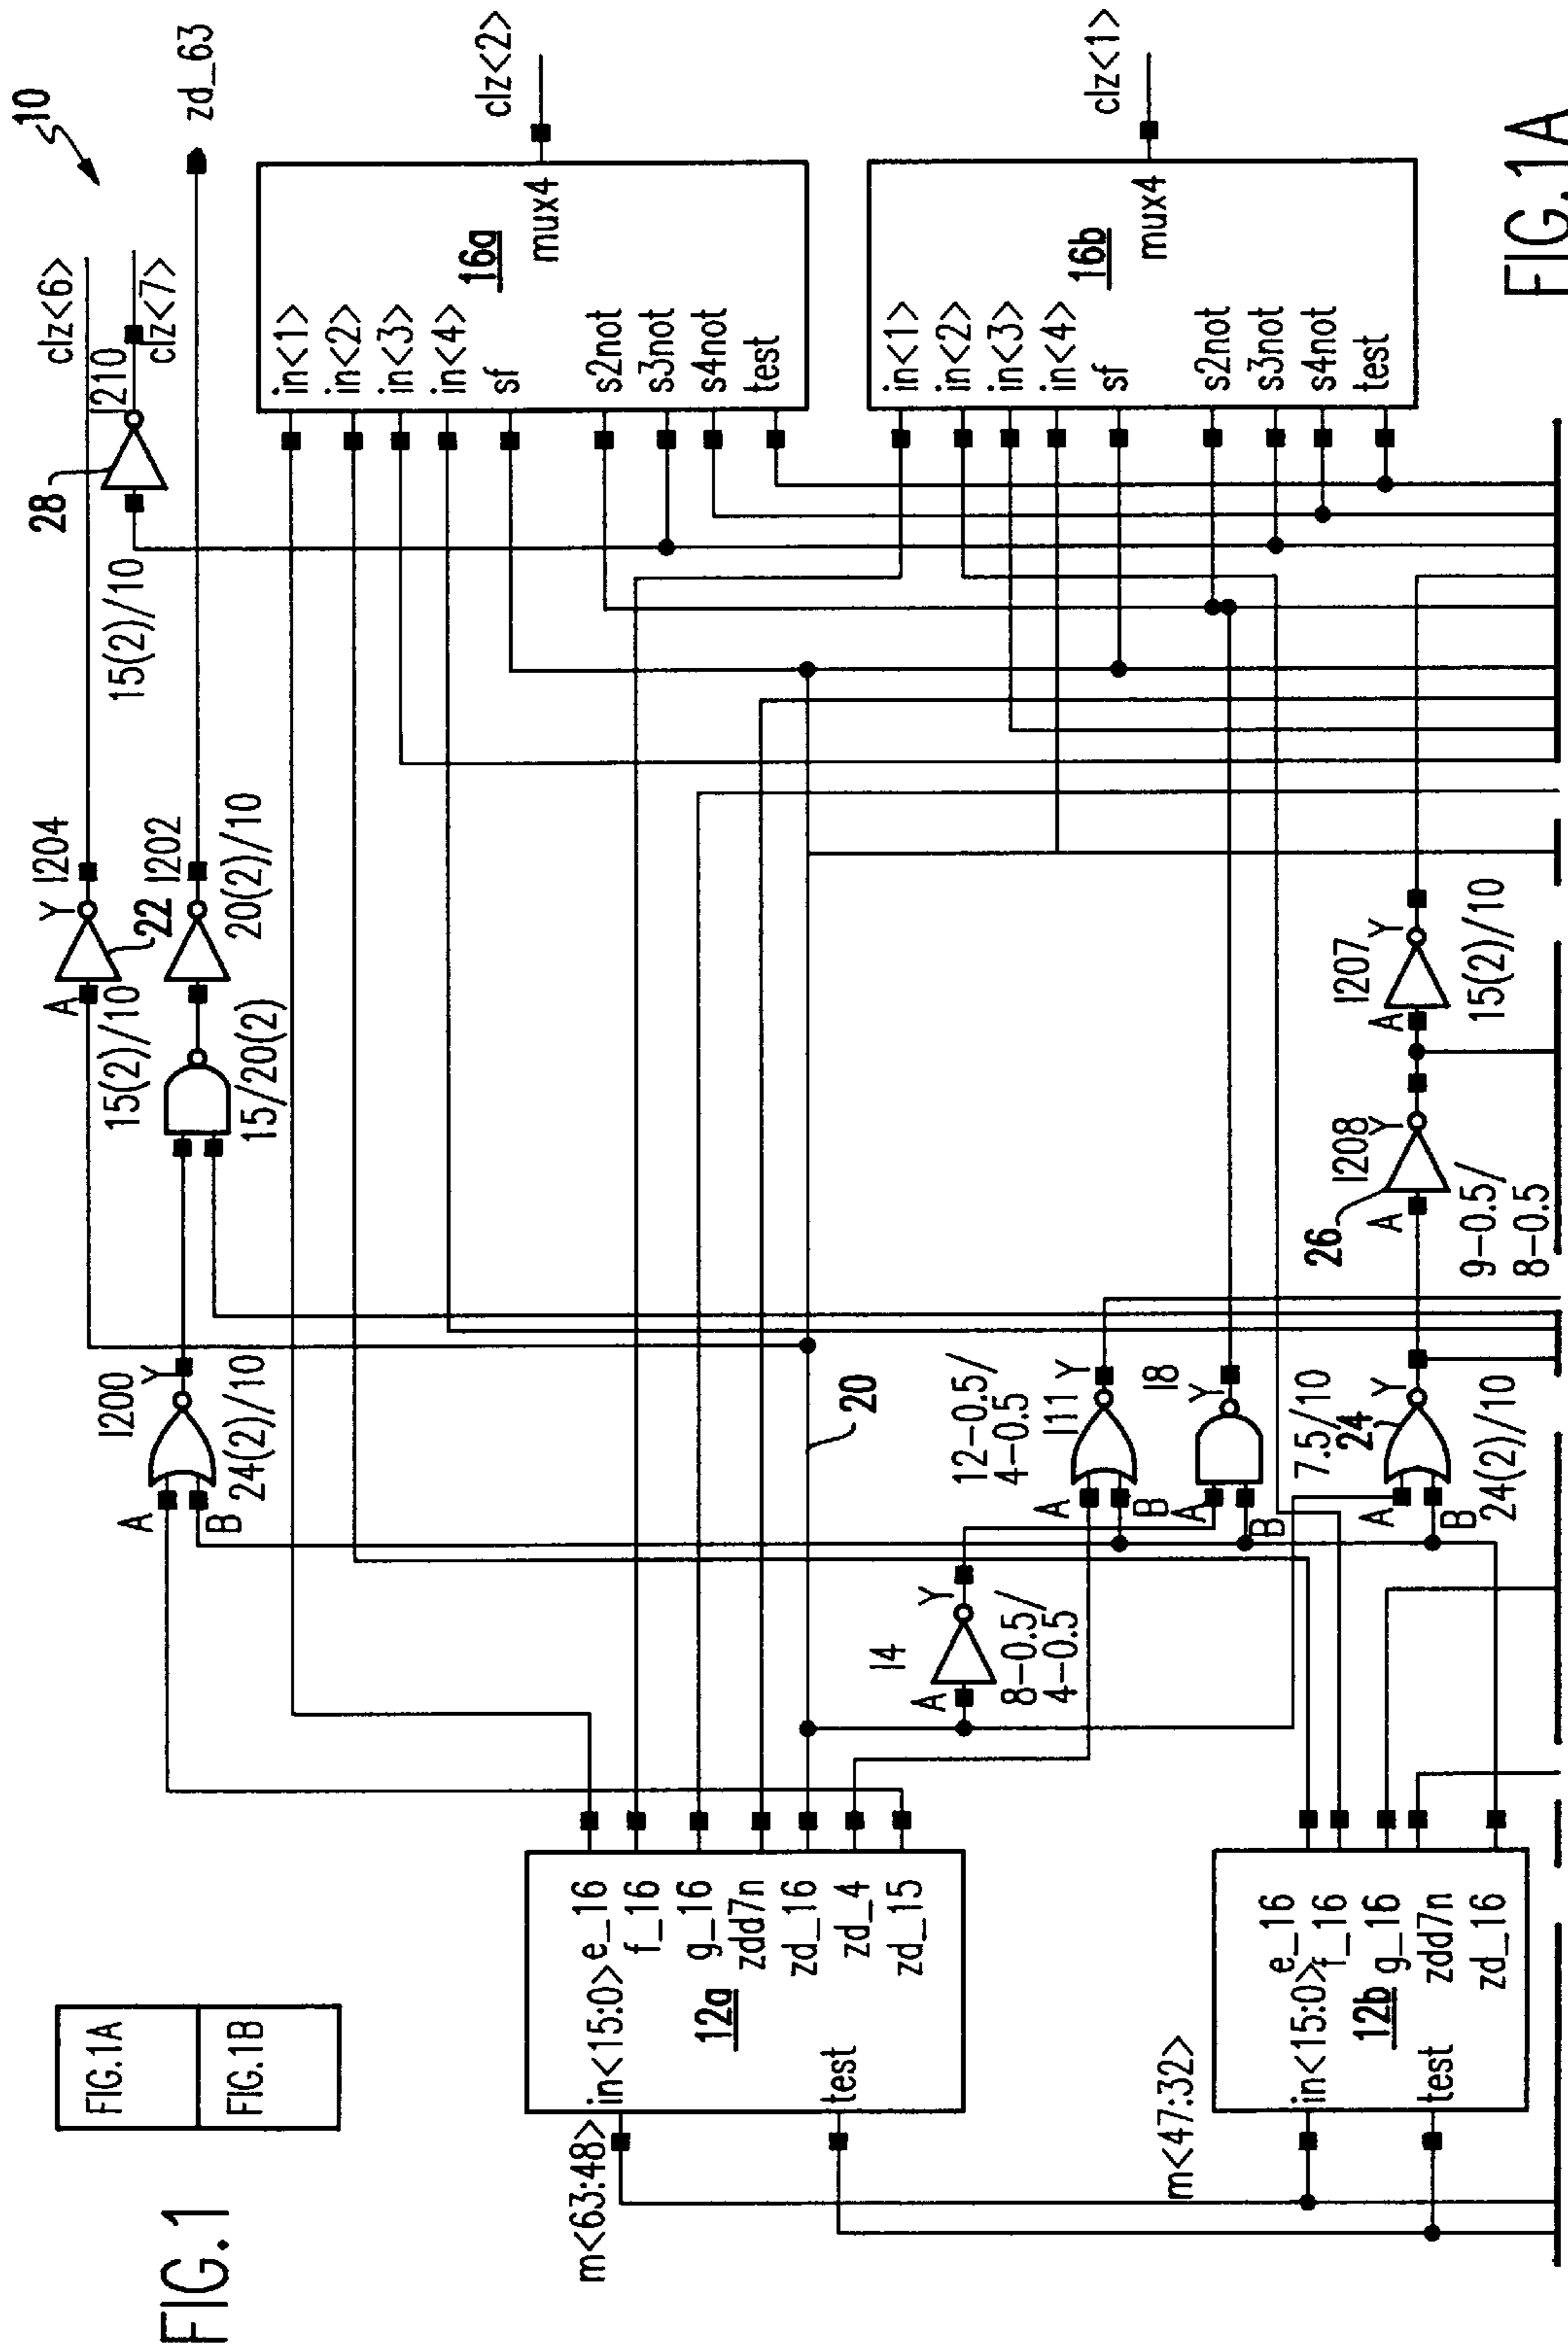 FIG.1
FIG.1A
FIG.1B
10
clz<6>
clz<7>
zd_63
I210
28
15(2)/10
I204
Y
22
A
15(2)/10
I202
20(2)/10
15/20(2)
I200
Y
A
B
24(2)/10
in<1>
in<2>
in<3>
in<4>
sf
s2not
s3not
s4not
test
16a
mux4
clz<2>
in<1>
in<2>
in<3>
in<4>
sf
s2not
s3not
s4not
test
16b
mux4
clz<1>
m<63:48>
in<15:0>
test
12a
e_16
f_16
g_16
zdd7n
zd_16
zd_4
zd_15
20
I4
A
Y
8-0.5/
4-0.5
12-0.5/
4-0.5
I11
A
B
Y
I8
A
B
Y
7.5/10
24
A
B
Y
24(2)/10
I208
26
A
Y
9-0.5/
8-0.5
I207
A
Y
15(2)/10
m<47:32>
in<15:0>
test
12b
e_16
f_16
g_16
zdd7n
zd_16
FIG.1A